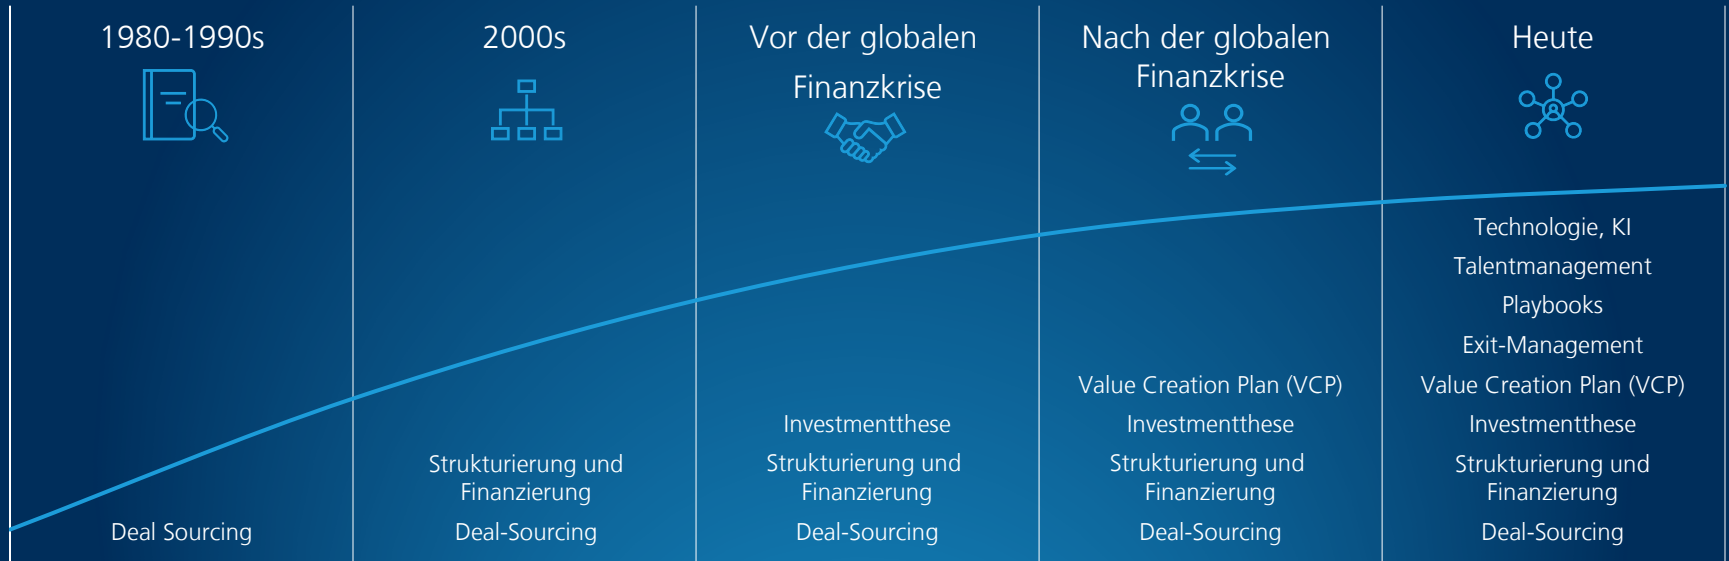 1980-1990s
2000s
Vor der globalen
Finanzkrise
Nach der globalen
Finanzkrise
Heute
Deal Sourcing
Strukturierung und
Finanzierung
Deal-Sourcing
Investmentthese
Strukturierung und
Finanzierung
Deal-Sourcing
Value Creation Plan (VCP)
Investmentthese
Strukturierung und
Finanzierung
Deal-Sourcing
Technologie, KI
Talentmanagement
Playbooks
Exit-Management
Value Creation Plan (VCP)
Investmentthese
Strukturierung und
Finanzierung
Deal-Sourcing